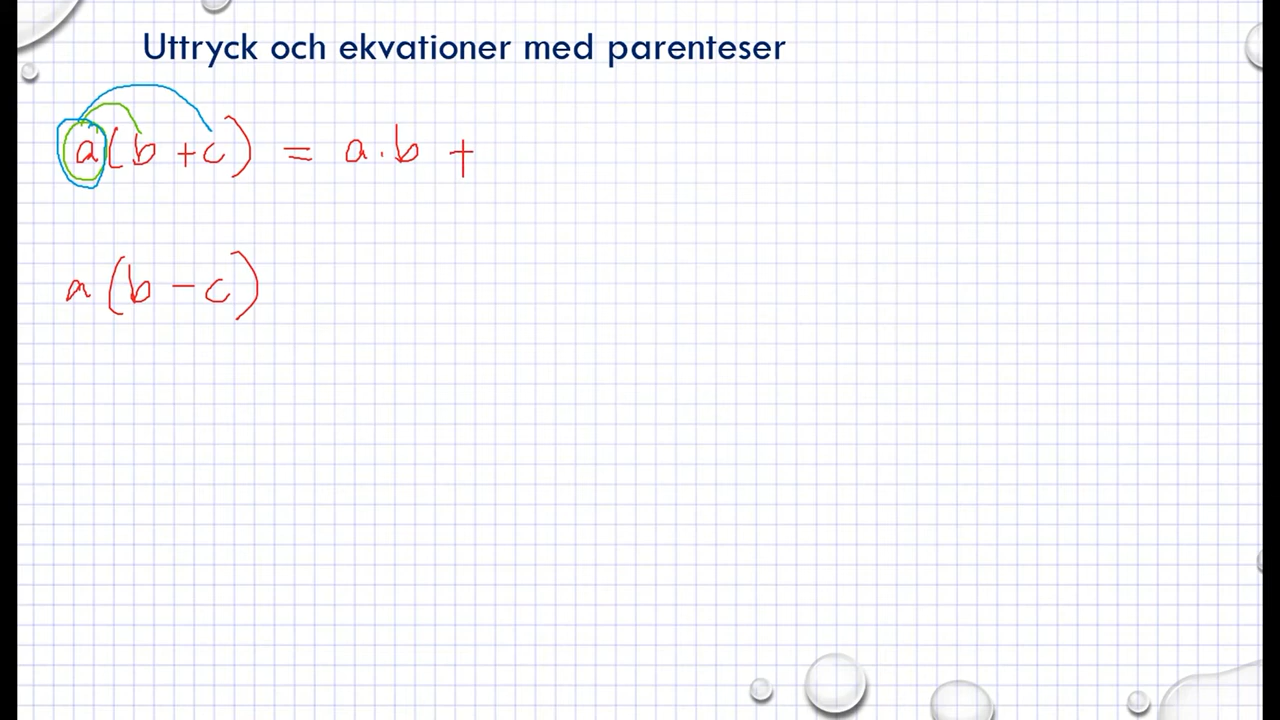 Uttryck och ekvationer med parenteser
a(b+c) = a·b +
a(b-c)